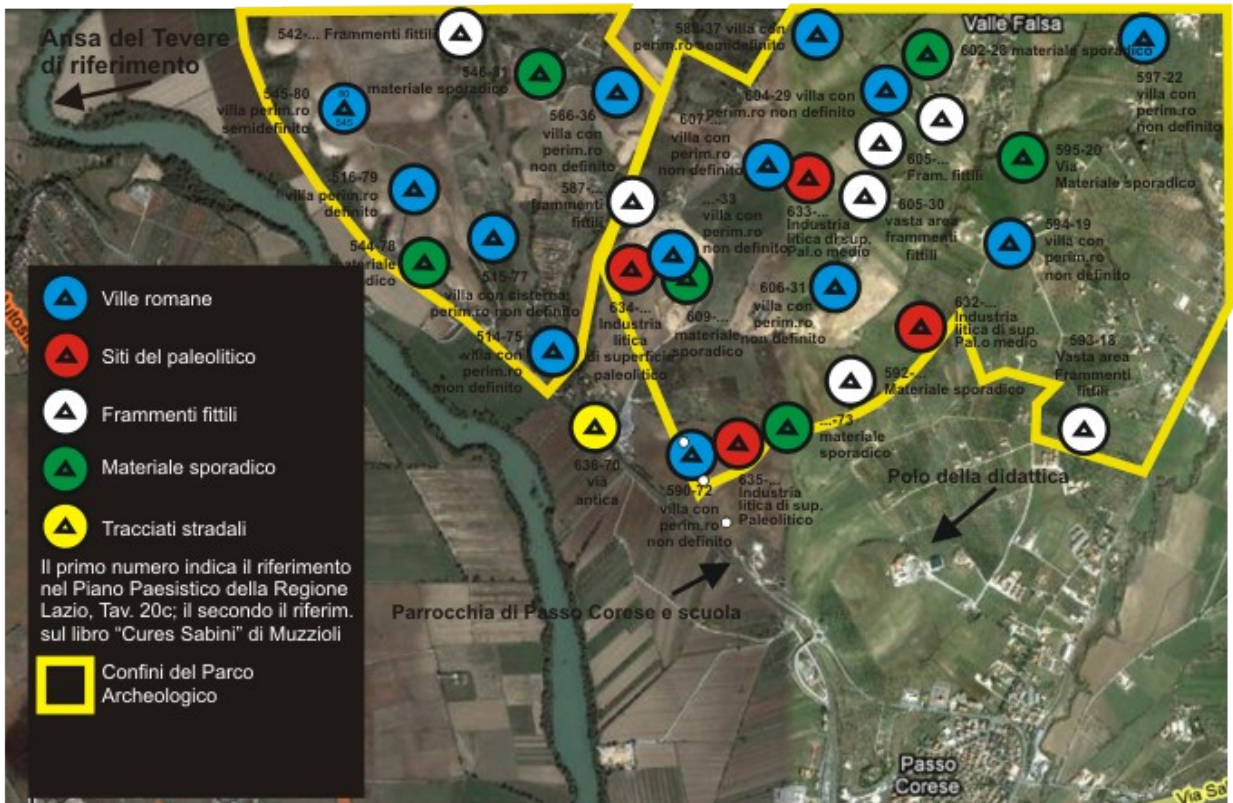 Ansa del Tevere
di riferimento
542-... Frammenti fittili
546-81
materiale sporadico
545-80
villa perim.ro
semidefinito
80
545
566-36
villa con
perim.ro
non definito
516-79
villa perim.ro
definito
587-...
frammenti
fittili
544-78
materiale
sporadico
515-77
villa con cisterna
perim.ro non definito
514-75
villa con
perim.ro
non definito
588-37 villa con
perim.ro semidefinito
Valle Falsa
602-28 materiale sporadico
597-22
villa con
perim.ro
non definito
604-29 villa con
perim.ro non definito
607-...
villa con
perim.ro
non definito
605-...
Fram. fittili
595-20
Via
Materiale sporadico
...-33
villa con
perim.ro
non definito
633-...
Industria
litica di sup.
Pal.o medio
605-30
vasta area
frammenti
fittili
594-19
villa con
perim.ro
non definito
634-...
Industria
litica
di superficie
paleolitico
609-...
materiale
sporadico
606-31
villa con
perim.ro
non definito
632-...
Industria
litica di sup.
Pal.o medio
593-18
Vasta area
Frammenti
fittili
592-...
Materiale sporadico
...-73
materiale
sporadico
636-70
via
antica
590-72
villa con
perim.ro
non definito
635-...
Industria
litica di sup.
Paleolitico
Polo della didattica
Parrocchia di Passo Corese e scuola
Passo
Corese
Ville romane
Siti del paleolitico
Frammenti fittili
Materiale sporadico
Tracciati stradali
Il primo numero indica il riferimento
nel Piano Paesistico della Regione
Lazio, Tav. 20c; il secondo il riferim.
sul libro “Cures Sabini” di Muzzioli
Confini del Parco
Archeologico